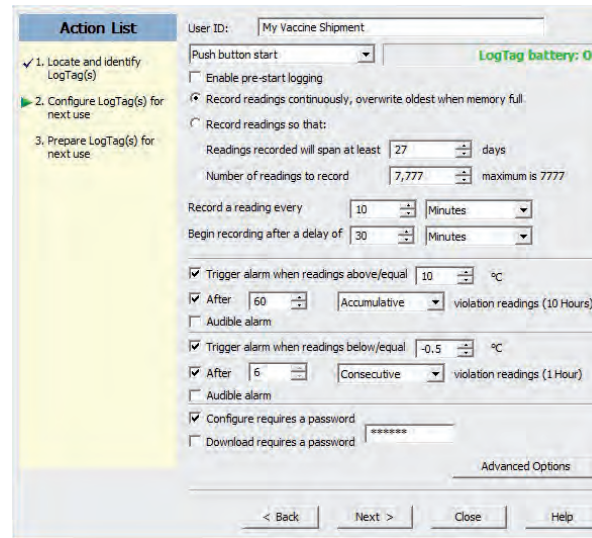 Action List
1. Locate and identify
LogTag(s)
2. Configure LogTag(s) for
next use
3. Prepare LogTag(s) for
next use
User ID: My Vaccine Shipment
Push button start LogTag battery: O
Enable pre-start logging
Record readings continuously, overwrite oldest when memory full
Record readings so that:
Readings recorded will span at least 27 days
Number of readings to record 7,777 maximum is 7777
Record a reading every 10 Minutes
Begin recording after a delay of 30 Minutes
Trigger alarm when readings above/equal 10 °C
After 60 Accumulative violation readings (10 Hours)
Audible alarm
Trigger alarm when readings below/equal -0.5 °C
After 6 Consecutive violation readings (1 Hour)
Audible alarm
Configure requires a password
Download requires a password ******
Advanced Options
< Back Next > Close Help